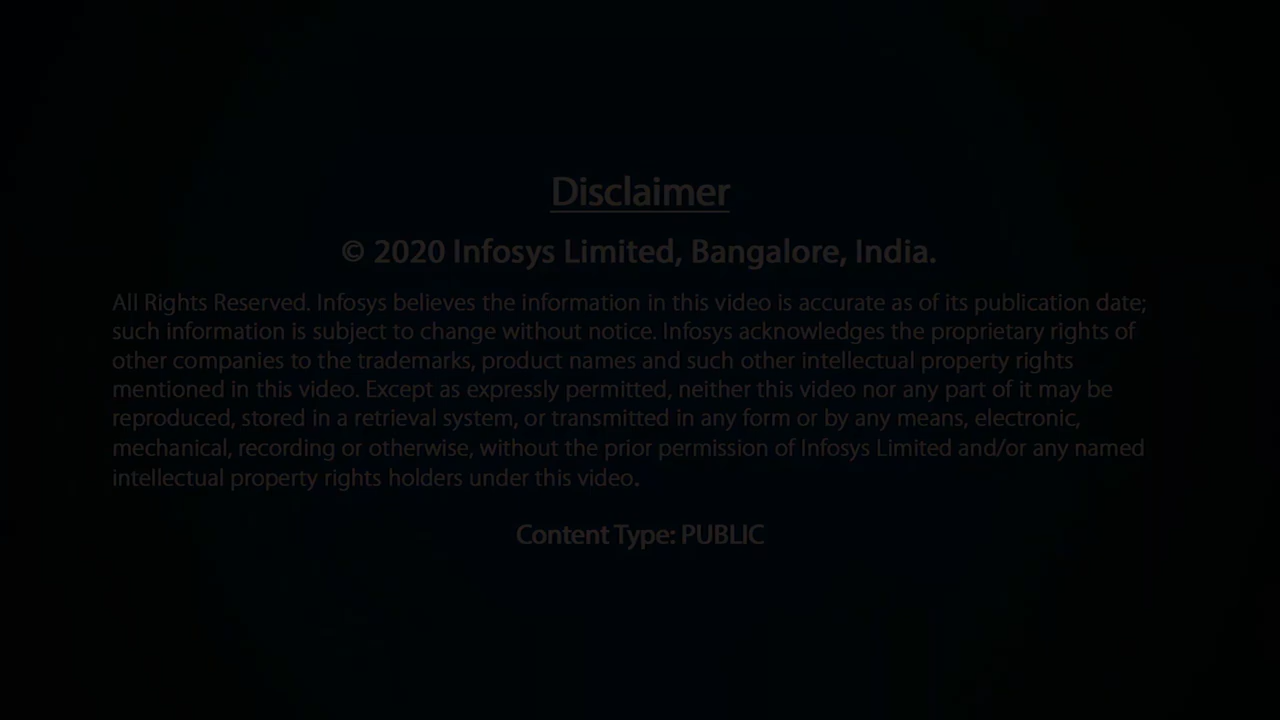 Disclaimer
© 2020 Infosys Limited, Bangalore, India.
All Rights Reserved. Infosys believes the information in this video is accurate as of its publication date;
such information is subject to change without notice. Infosys acknowledges the proprietary rights of
other companies to the trademarks, product names and such other intellectual property rights
mentioned in this video. Except as expressly permitted, neither this video nor any part of it may be
reproduced, stored in a retrieval system, or transmitted in any form or by any means, electronic,
mechanical, recording or otherwise, without the prior permission of Infosys Limited and/or any named
intellectual property rights holders under this video.
Content Type: PUBLIC